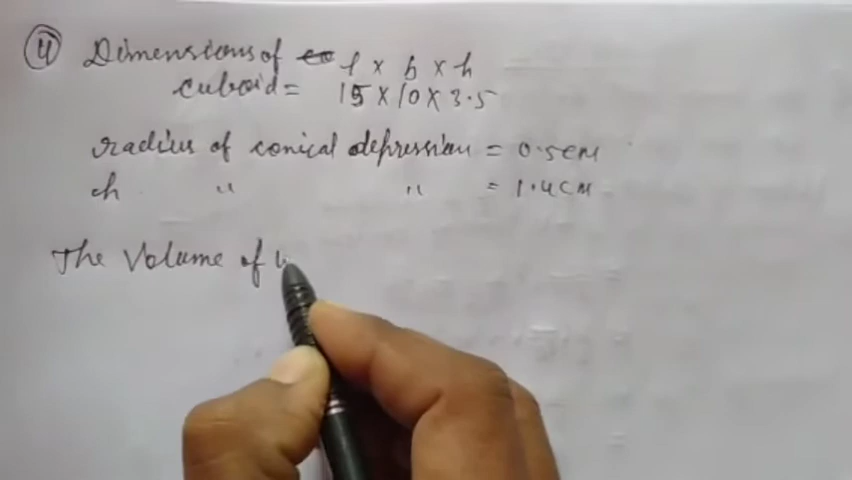 4 Dimensions of l x b x h
cuboid = 15 x 10 x 3.5
radius of conical depression = 0.5cm
h " " = 1.4cm
The Volume of